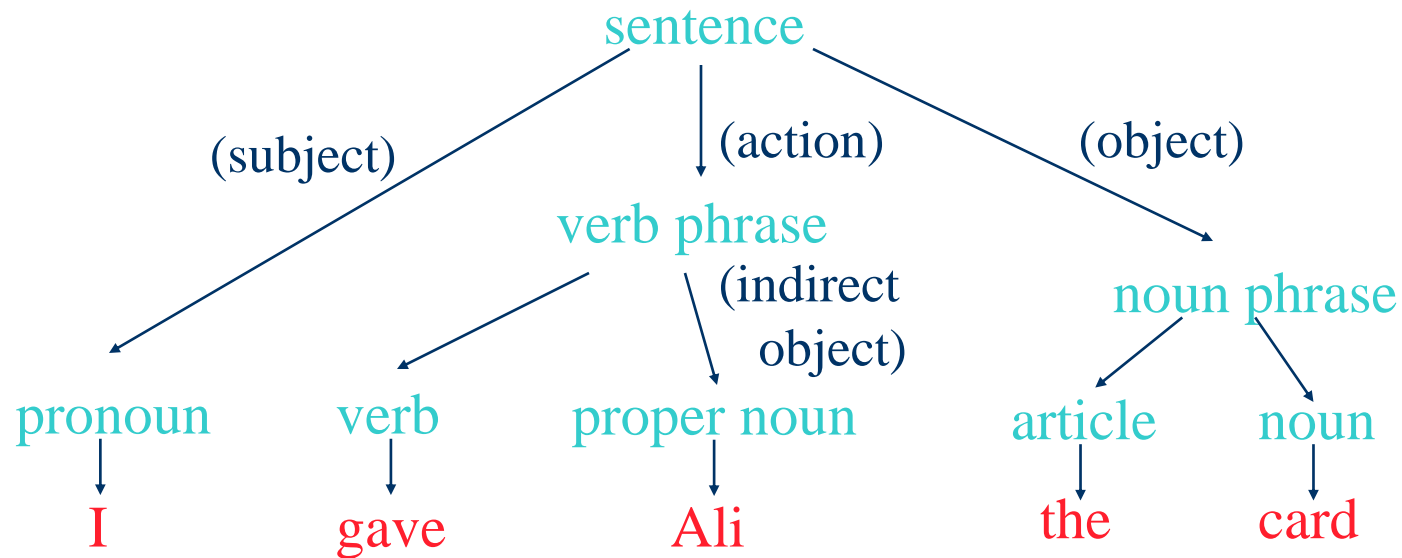 sentence
(subject)
(action)
(object)
verb phrase
(indirect
object)
noun phrase
pronoun
verb
proper noun
article
noun
I
gave
Ali
the
card